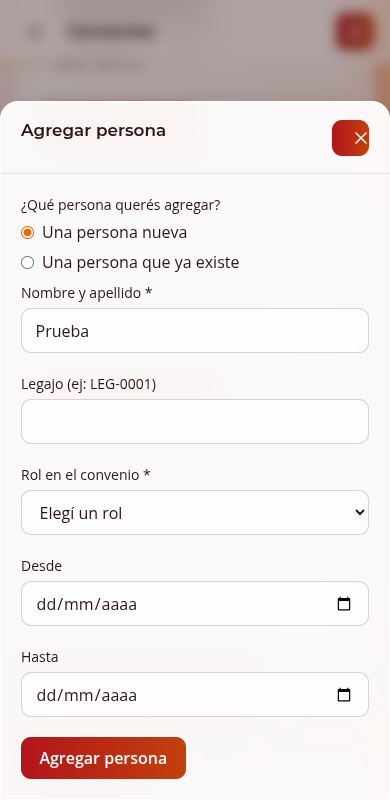 Agregar persona
¿Qué persona querés agregar?
Una persona nueva
Una persona que ya existe
Nombre y apellido *
Prueba
Legajo (ej: LEG-0001)
Rol en el convenio *
Elegí un rol
Desde
dd/mm/aaaa
Hasta
dd/mm/aaaa
Agregar persona